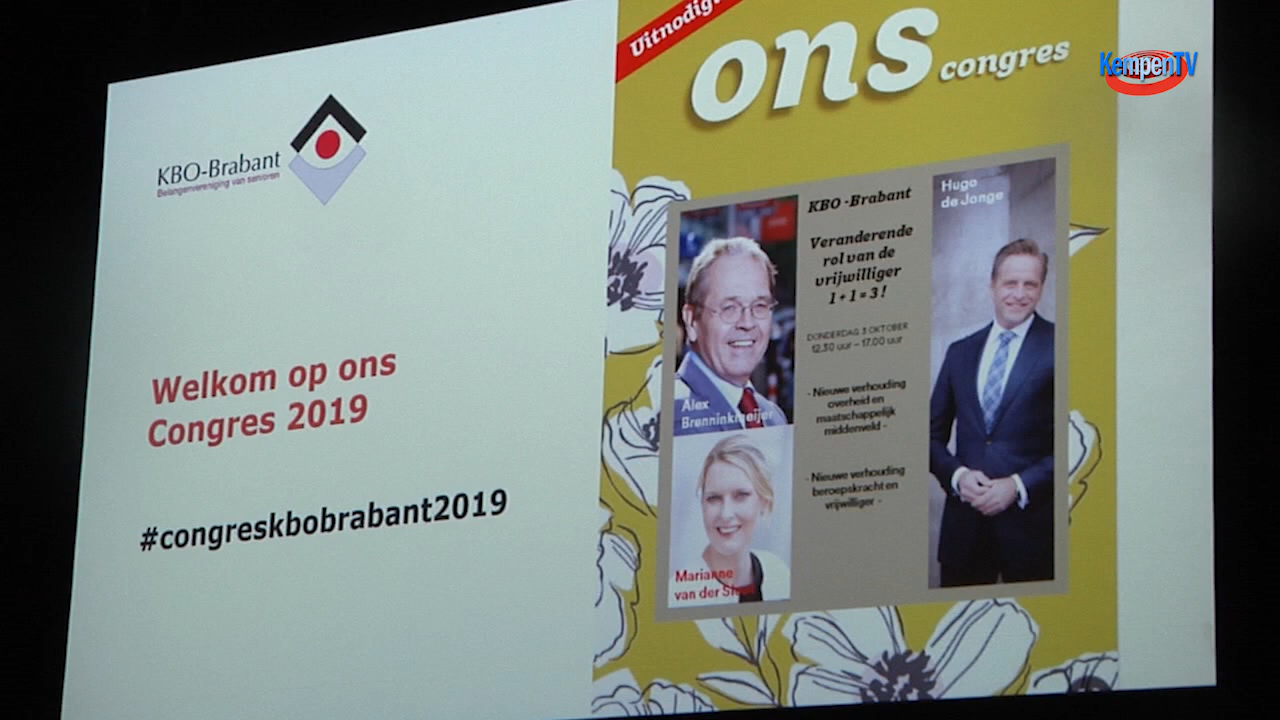 KBO-Brabant
Belangenvereniging van senioren
Welkom op ons
Congres 2019
#congreskbobrabant2019
ons congres
KBO-Brabant
Veranderende
rol van de
vrijwilliger
1 + 1 = 3!
DONDERDAG 3 OKTOBER
12.30 uur – 17.00 uur
- Nieuwe verhouding
overheid en
maatschappelijk
middenveld -
- Nieuwe verhouding
beroepskracht en
vrijwilliger -
Alex
Brenninkmeijer
Marianne
van der
Hugo
de Jonge
KempenTV